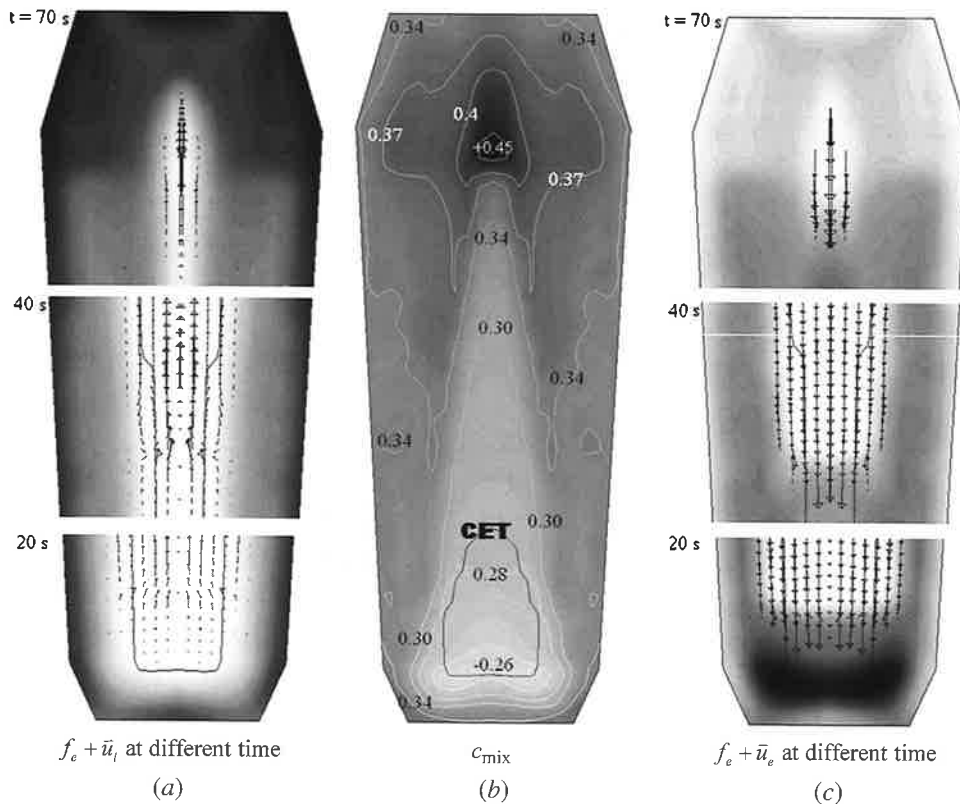 t = 70 s
40 s
20 s
f_e + ū_l at different time
(a)
0.34 0.34
0.37 0.4
+0.45
0.37
0.34
0.30
0.34
0.34
CET 0.30
0.28
0.30
-0.26
0.34
c_mix
(b)
t = 70 s
40 s
20 s
f_e + ū_e at different time
(c)